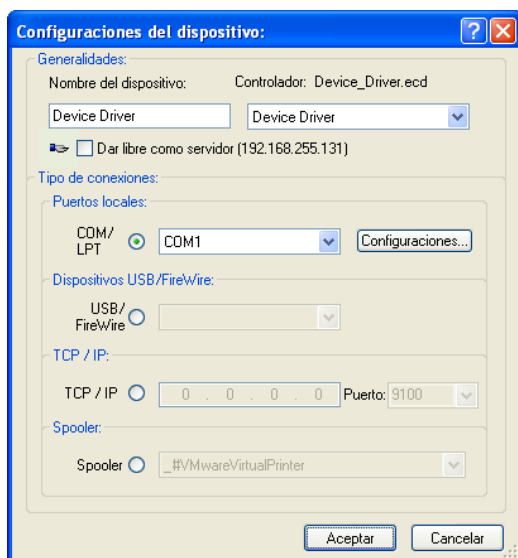 Configuraciones del dispositivo:
Generalidades:
Nombre del dispositivo: Controlador: Device_Driver.ecd
Device Driver Device Driver
Dar libre como servidor (192.168.255.131)
Tipo de conexiones:
Puertos locales:
COM/
LPT COM1 Configuraciones...
Dispositivos USB/FireWire:
USB/
FireWire
TCP / IP:
TCP / IP 0 . 0 . 0 . 0 Puerto: 9100
Spooler:
Spooler _#VMwareVirtualPrinter
Aceptar Cancelar